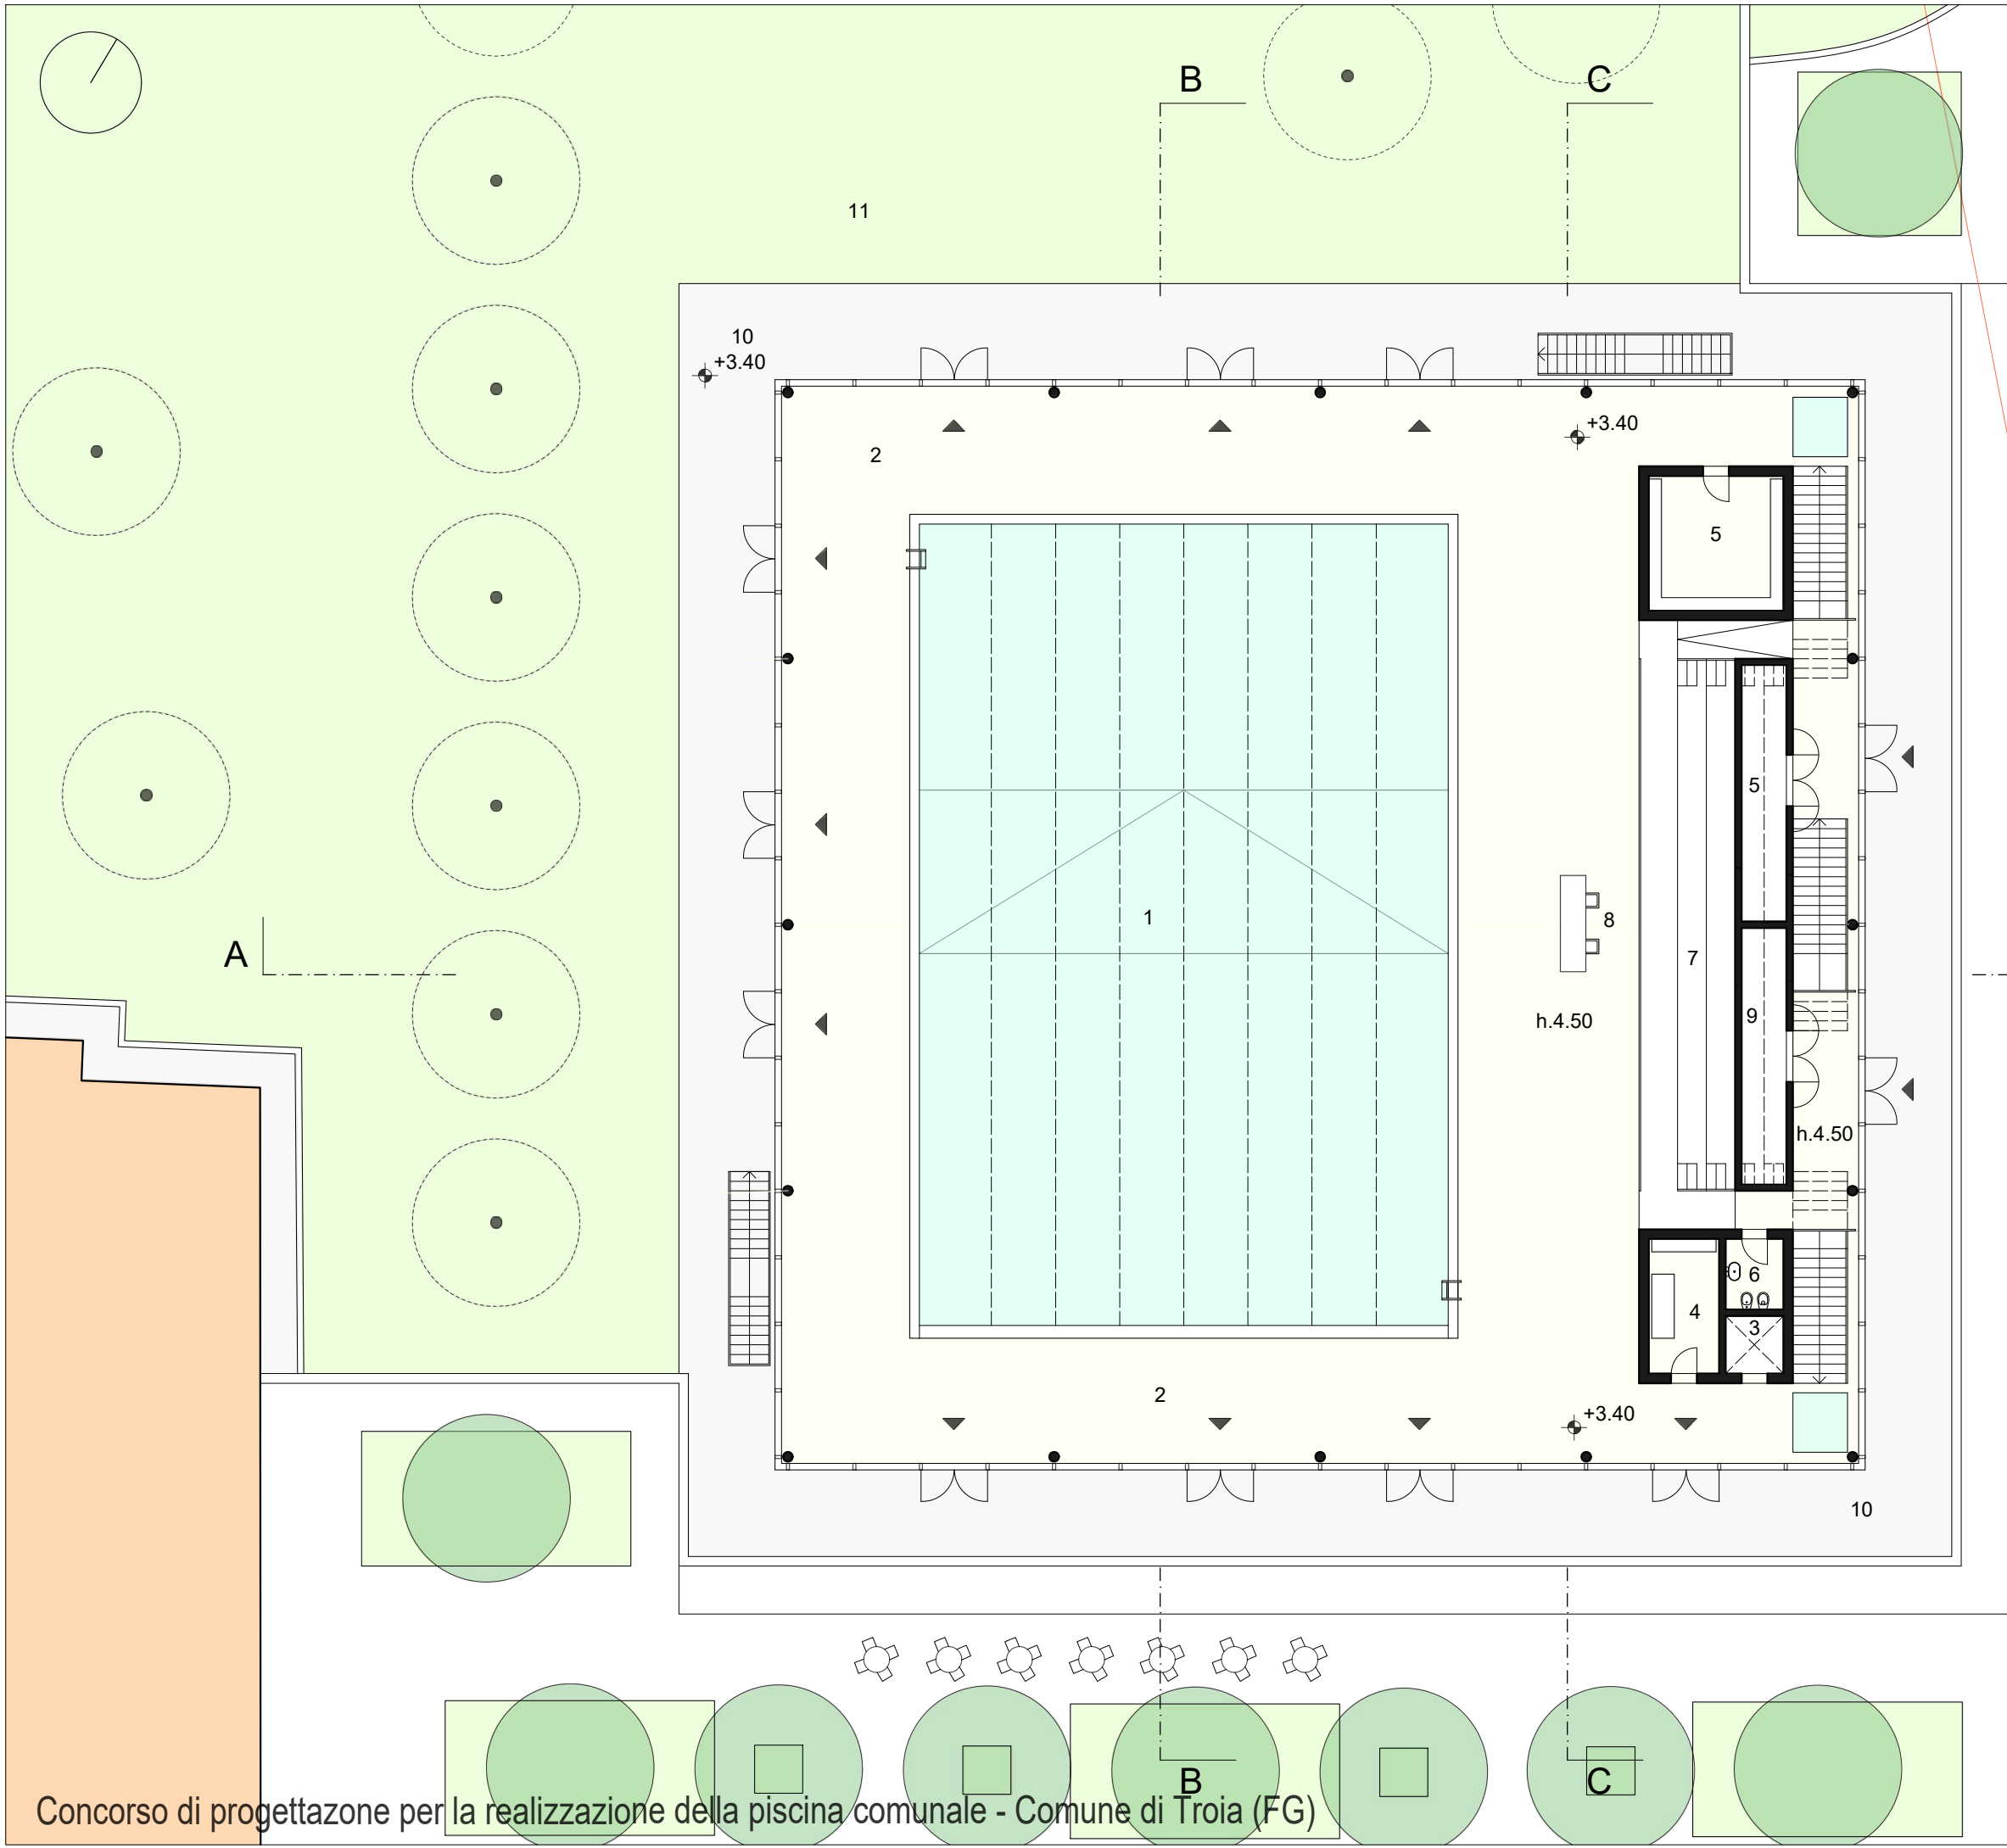 B
C
11
10
+3.40
+3.40
2
5
5
1
8
A
7
9
h.4.50
h.4.50
6
4
3
2
+3.40
10
B
C
Concorso di progettazone per la realizzazione della piscina comunale - Comune di Troia (FG)